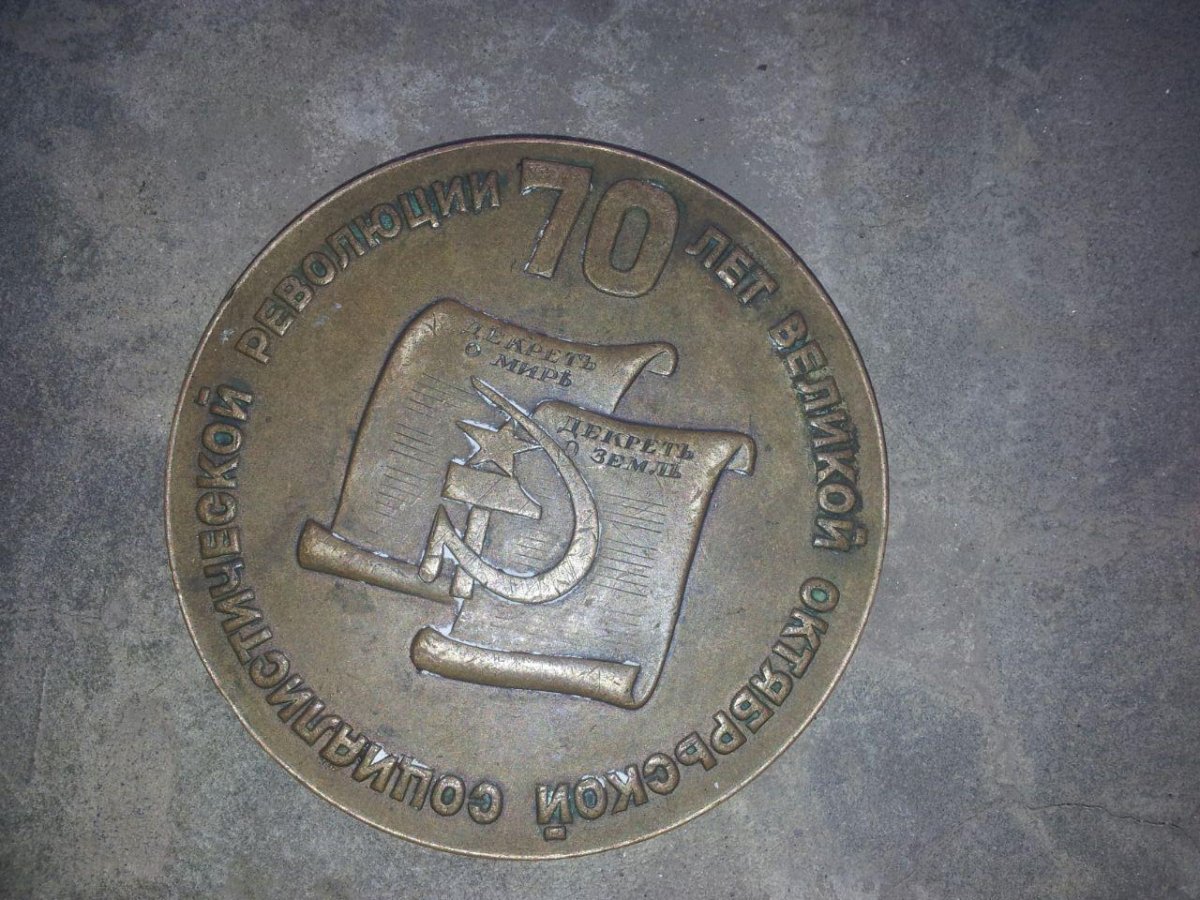 70 ЛЕТ ВЕЛИКОЙ ОКТЯБРЬСКОЙ СОЦИАЛИСТИЧЕСКОЙ РЕВОЛЮЦИИ
ДЕКРЕТЪ
О МИРѢ
ДЕКРЕТЪ
О ЗЕМЛѢ